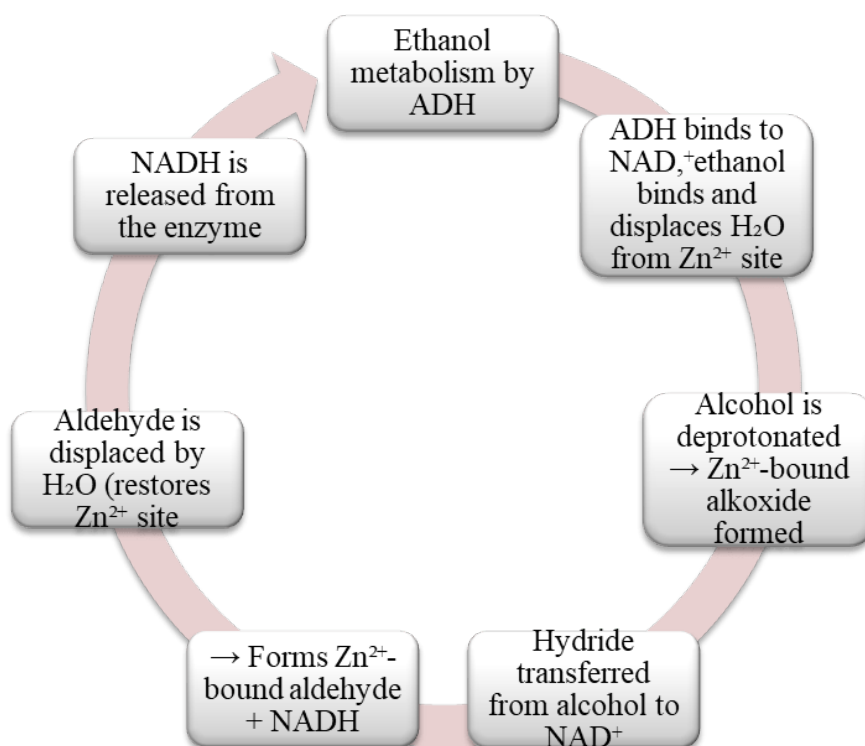 Ethanol
metabolism by
ADH
ADH binds to
NAD,⁺ethanol
binds and
displaces H₂O
from Zn²⁺ site
Alcohol is
deprotonated
→ Zn²⁺-bound
alkoxide
formed
Hydride
transferred
from alcohol to
NAD⁺
→ Forms Zn²⁺-
bound aldehyde
+ NADH
Aldehyde is
displaced by
H₂O (restores
Zn²⁺ site
NADH is
released from
the enzyme